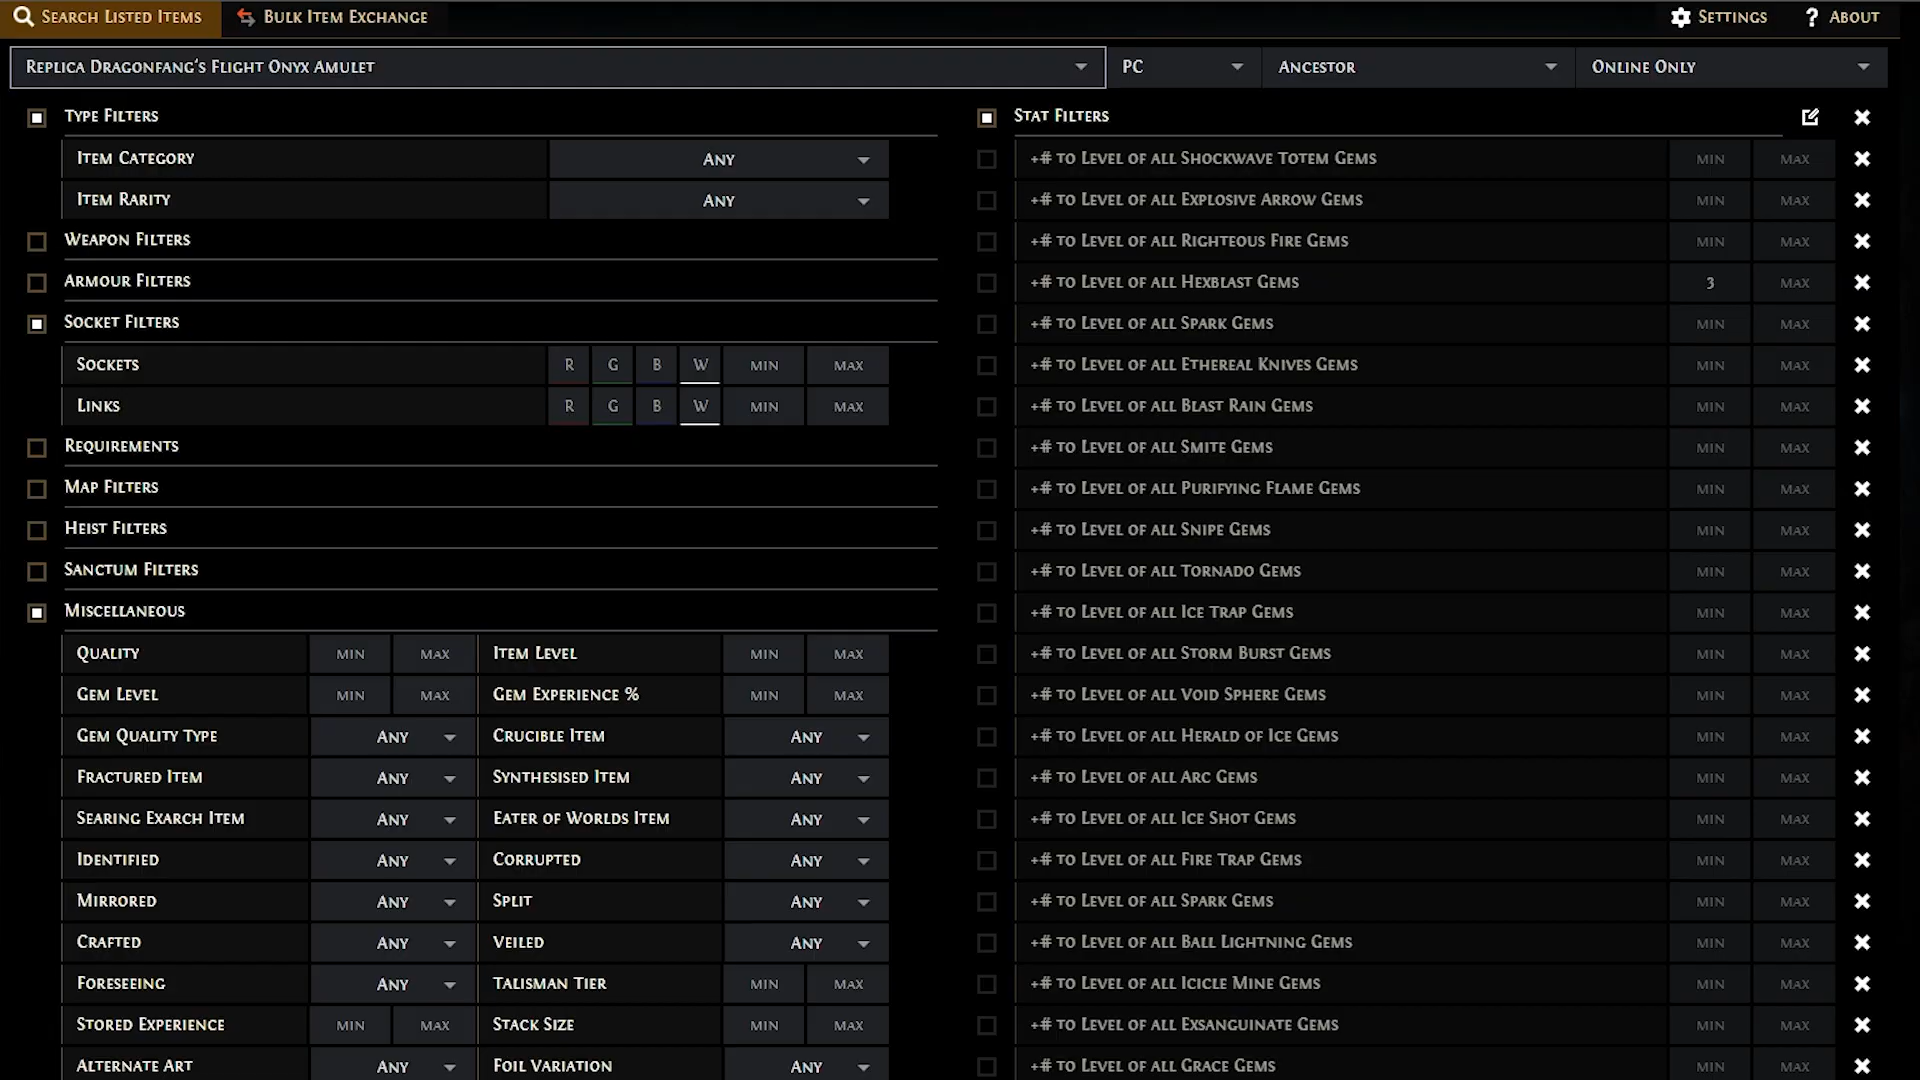 Search Listed Items
Bulk Item Exchange
Settings
? About
Replica Dragonfang's Flight Onyx Amulet
PC
Ancestor
Online Only
Type Filters
Item Category Any
Item Rarity Any
Weapon Filters
Armour Filters
Socket Filters
Sockets R G B W MIN MAX
Links R G B W MIN MAX
Requirements
Map Filters
Heist Filters
Sanctum Filters
Miscellaneous
Quality MIN MAX Item Level MIN MAX
Gem Level MIN MAX Gem Experience % MIN MAX
Gem Quality Type Any Crucible Item Any
Fractured Item Any Synthesised Item Any
Searing Exarch Item Any Eater of Worlds Item Any
Identified Any Corrupted Any
Mirrored Any Split Any
Crafted Any Veiled Any
Foreseeing Any Talisman Tier MIN MAX
Stored Experience MIN MAX Stack Size MIN MAX
Alternate Art Any Foil Variation Any
Stat Filters
+# to Level of all Shockwave Totem Gems MIN MAX
+# to Level of all Explosive Arrow Gems MIN MAX
+# to Level of all Righteous Fire Gems MIN MAX
+# to Level of all Hexblast Gems 3 MAX
+# to Level of all Spark Gems MIN MAX
+# to Level of all Ethereal Knives Gems MIN MAX
+# to Level of all Blast Rain Gems MIN MAX
+# to Level of all Smite Gems MIN MAX
+# to Level of all Purifying Flame Gems MIN MAX
+# to Level of all Snipe Gems MIN MAX
+# to Level of all Tornado Gems MIN MAX
+# to Level of all Ice Trap Gems MIN MAX
+# to Level of all Storm Burst Gems MIN MAX
+# to Level of all Void Sphere Gems MIN MAX
+# to Level of all Herald of Ice Gems MIN MAX
+# to Level of all Arc Gems MIN MAX
+# to Level of all Ice Shot Gems MIN MAX
+# to Level of all Fire Trap Gems MIN MAX
+# to Level of all Spark Gems MIN MAX
+# to Level of all Ball Lightning Gems MIN MAX
+# to Level of all Icicle Mine Gems MIN MAX
+# to Level of all Exsanguinate Gems MIN MAX
+# to Level of all Grace Gems MIN MAX